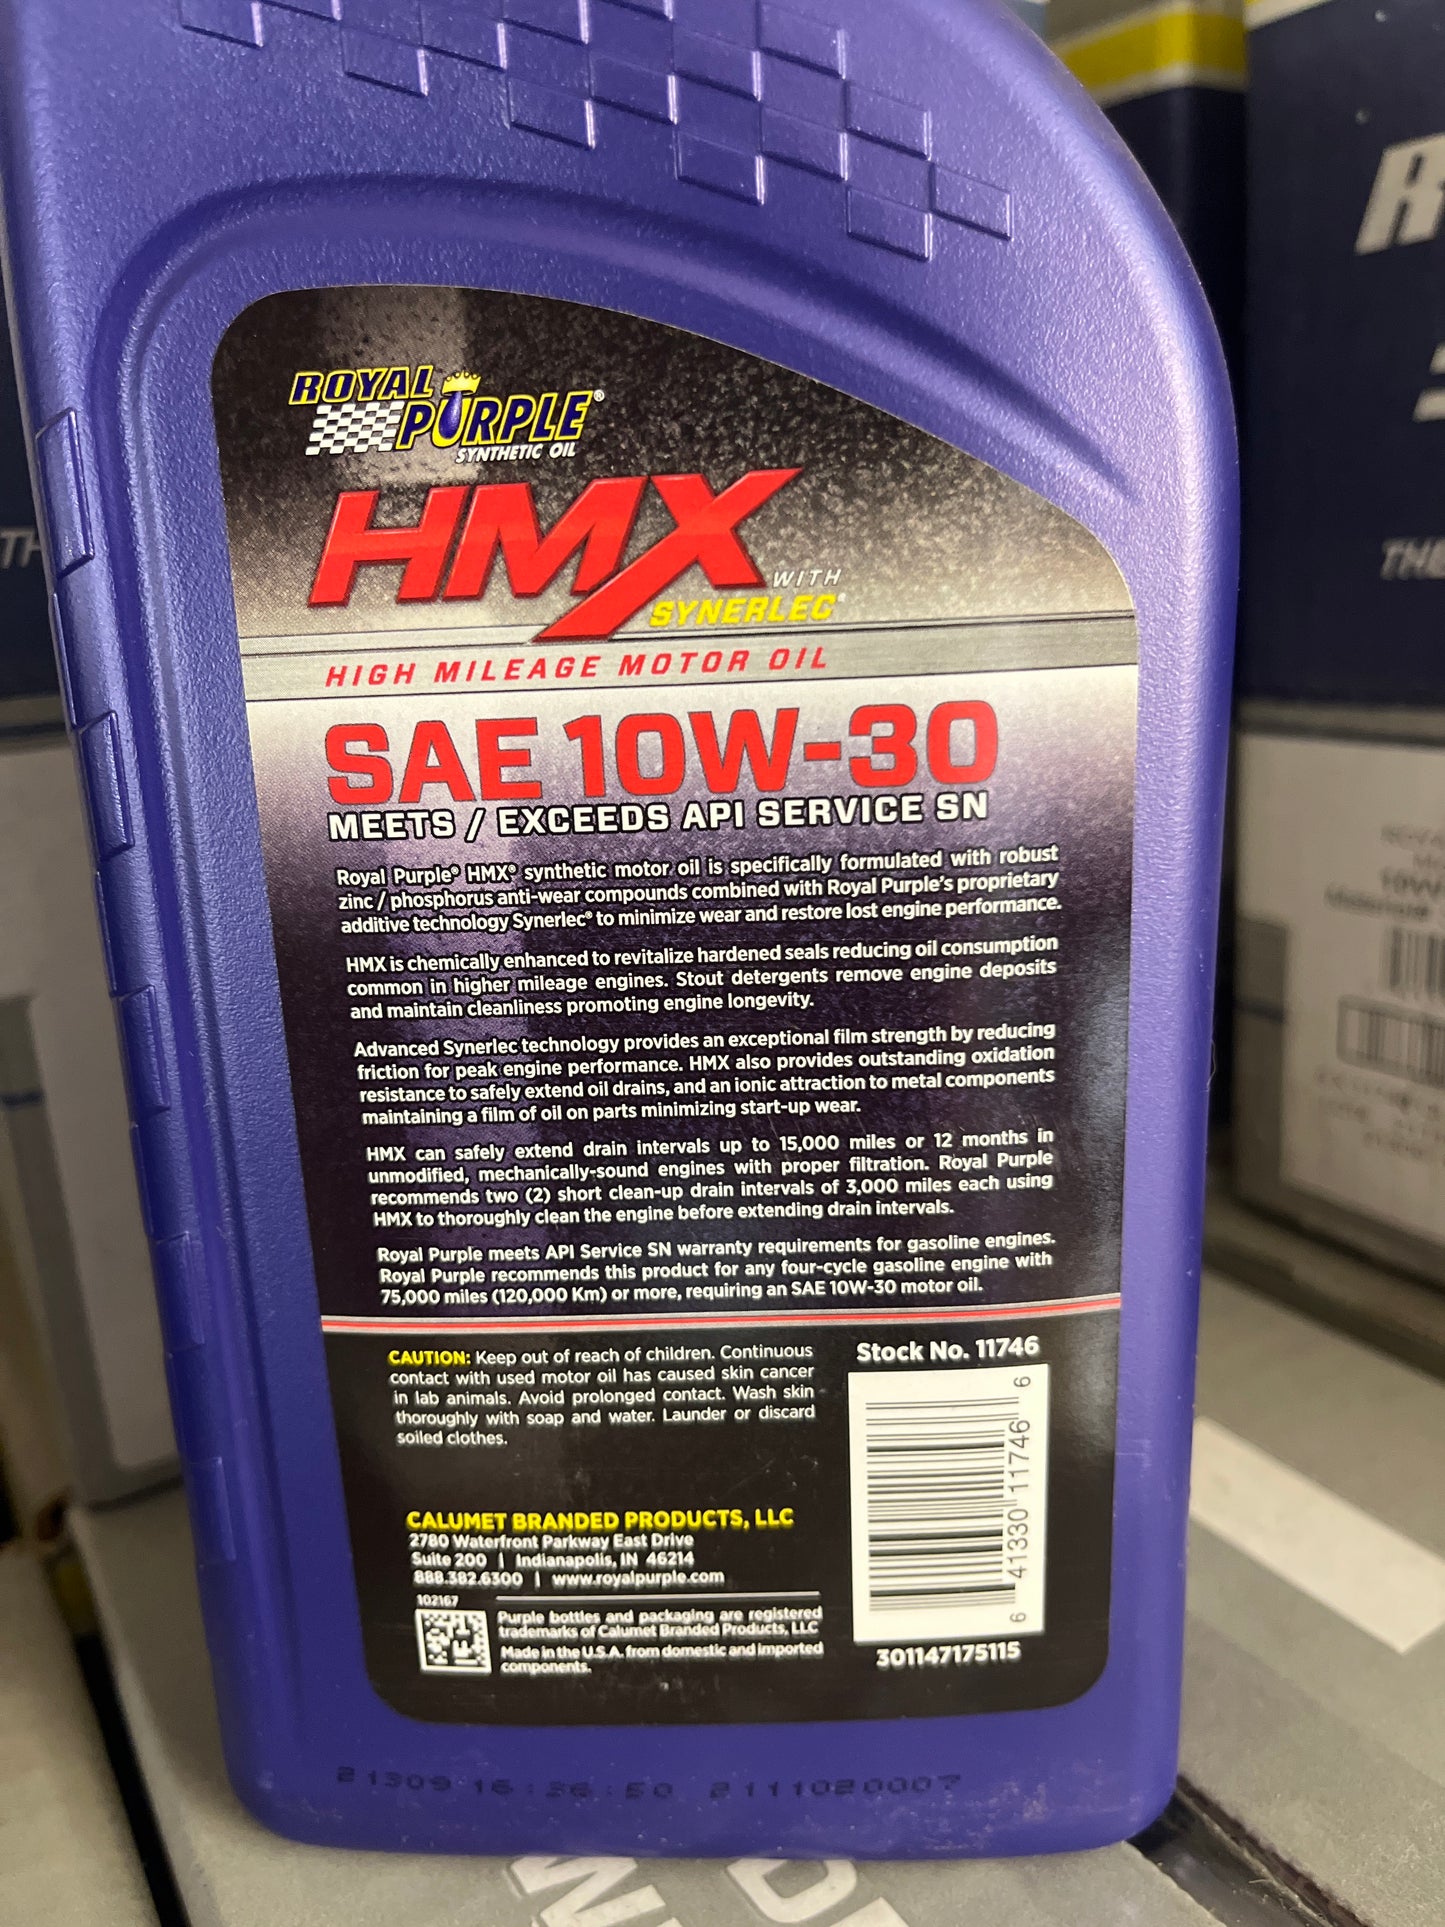 ROYAL
PURPLE®
SYNTHETIC OIL
HMX
WITH
SYNERLEC®
HIGH MILEAGE MOTOR OIL
SAE 10W-30
MEETS / EXCEEDS API SERVICE SN
Royal Purple® HMX® synthetic motor oil is specifically formulated with robust
zinc / phosphorus anti-wear compounds combined with Royal Purple's proprietary
additive technology Synerlec® to minimize wear and restore lost engine performance.
HMX is chemically enhanced to revitalize hardened seals reducing oil consumption
common in higher mileage engines. Stout detergents remove engine deposits
and maintain cleanliness promoting engine longevity.
Advanced Synerlec technology provides an exceptional film strength by reducing
friction for peak engine performance. HMX also provides outstanding oxidation
resistance to safely extend oil drains, and an ionic attraction to metal components
maintaining a film of oil on parts minimizing start-up wear.
HMX can safely extend drain intervals up to 15,000 miles or 12 months in
unmodified, mechanically-sound engines with proper filtration. Royal Purple
recommends two (2) short clean-up drain intervals of 3,000 miles each using
HMX to thoroughly clean the engine before extending drain intervals.
Royal Purple meets API Service SN warranty requirements for gasoline engines.
Royal Purple recommends this product for any four-cycle gasoline engine with
75,000 miles (120,000 Km) or more, requiring an SAE 10W-30 motor oil.
CAUTION: Keep out of reach of children. Continuous
contact with used motor oil has caused skin cancer
in lab animals. Avoid prolonged contact. Wash skin
thoroughly with soap and water. Launder or discard
soiled clothes.
Stock No. 11746
6 41330 11746 6
301147175115
CALUMET BRANDED PRODUCTS, LLC
2780 Waterfront Parkway East Drive
Suite 200 | Indianapolis, IN 46214
888.382.6300 | www.royalpurple.com
102167
Purple bottles and packaging are registered
trademarks of Calumet Branded Products, LLC
Made in the U.S.A. from domestic and imported
components.
21309 16:36:50 2111020007
THE